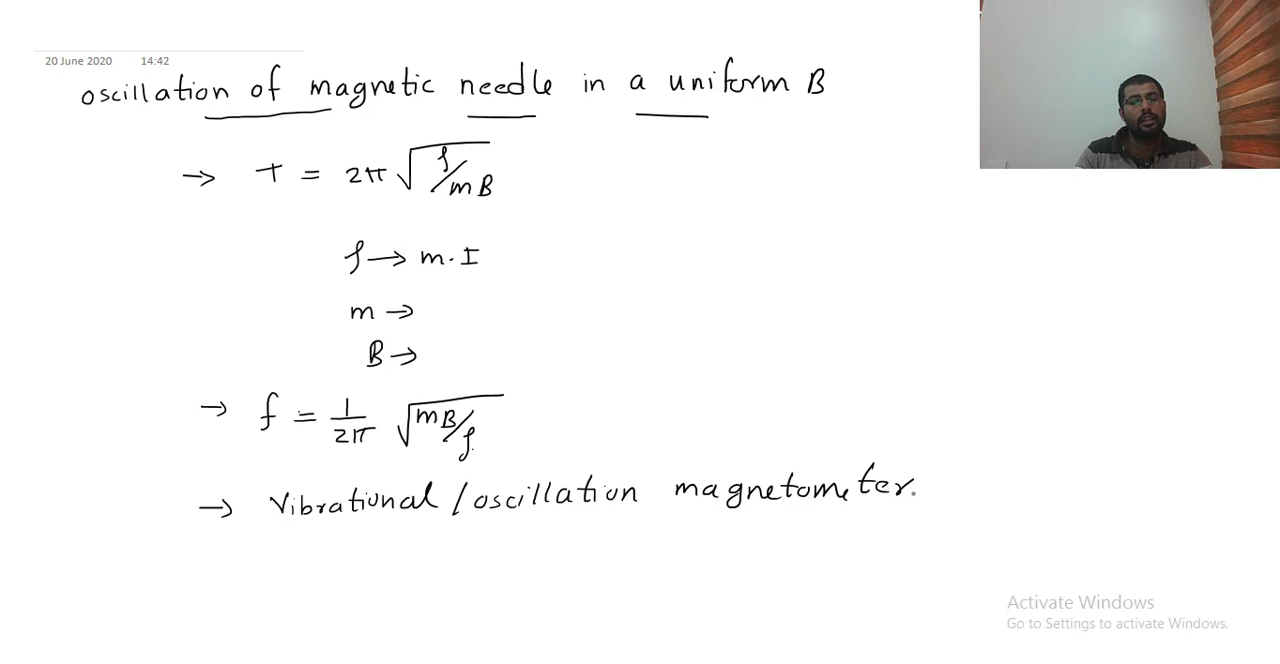 20 June 2020 14:42
oscillation of magnetic needle in a uniform B
→ T = 2π √(I/mB)
I → m.I
m →
B →
→ f = 1/2π √(mB/I)
→ Vibrational / oscillation magnetometer.
Activate Windows
Go to Settings to activate Windows.